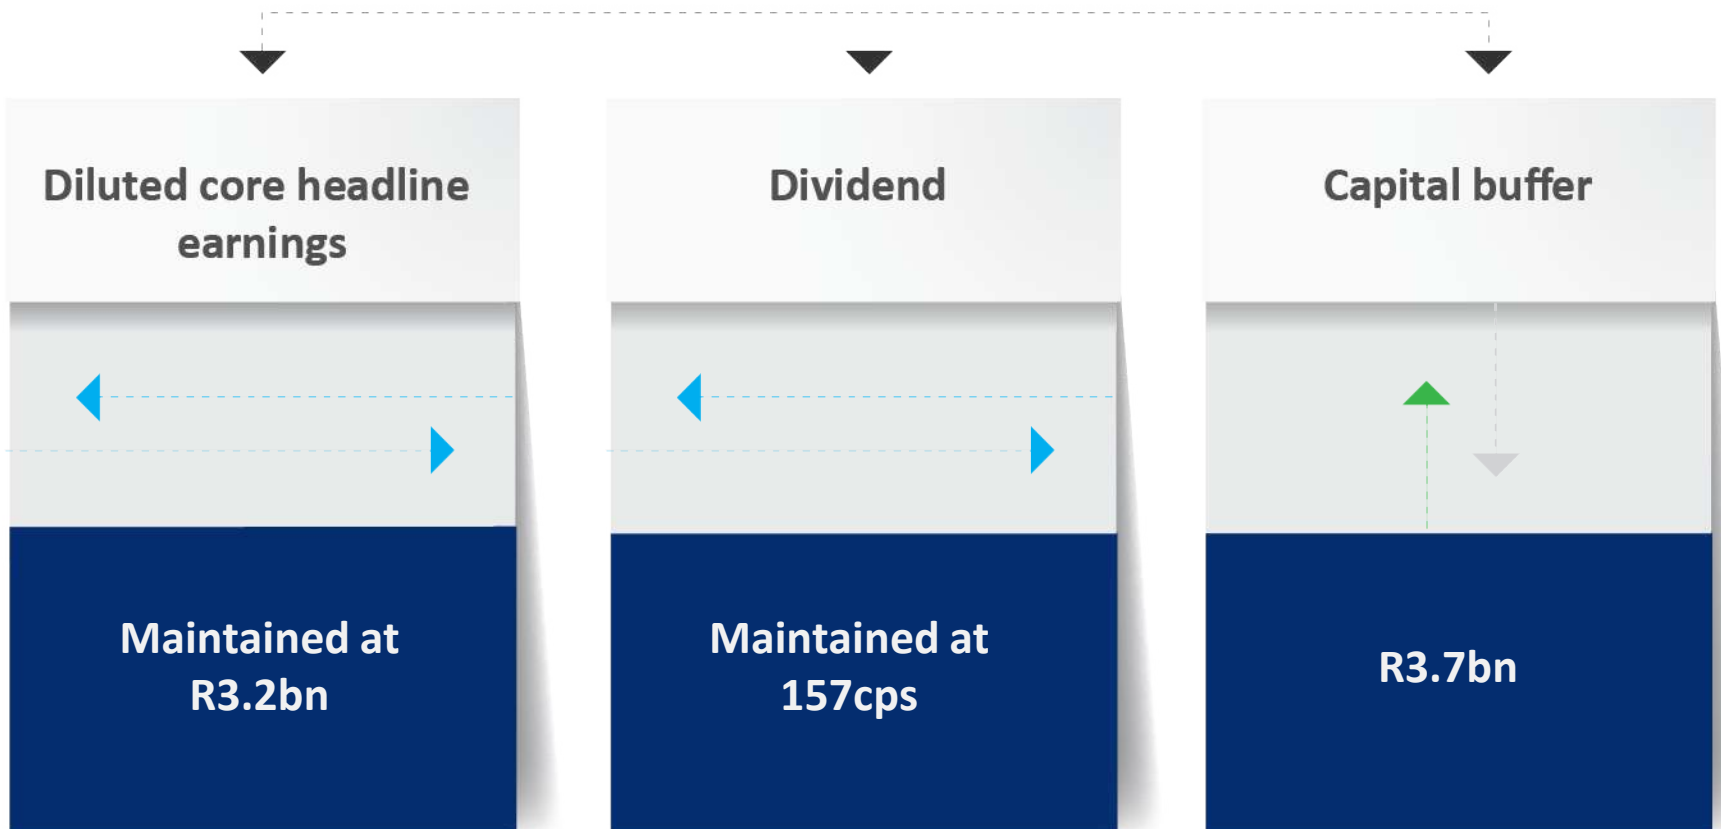 Diluted core headline
earnings
Dividend
Capital buffer
Maintained at
R3.2bn
Maintained at
157cps
R3.7bn